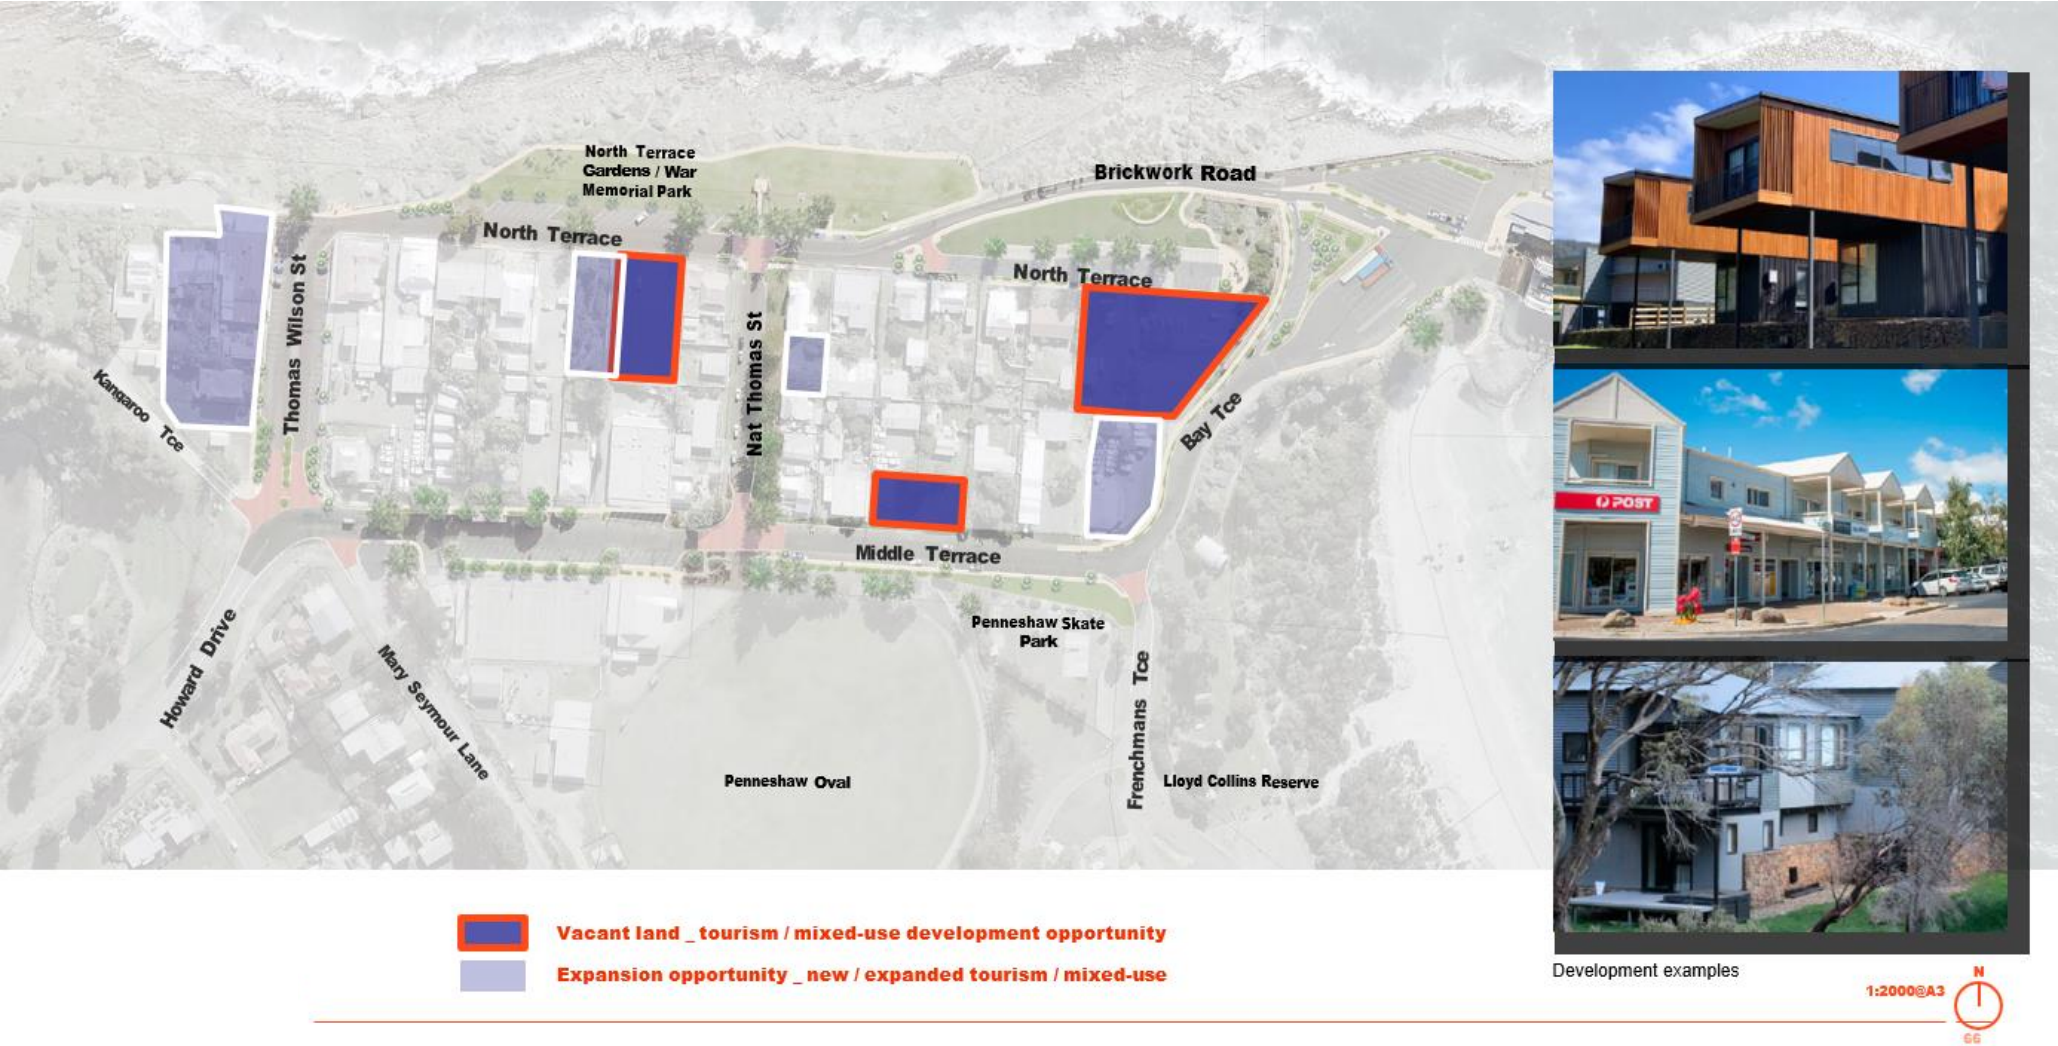 North Terrace
Gardens / War
Memorial Park
Brickwork Road
North Terrace
North Terrace
Thomas Wilson St
Nat Thomas St
Kangaroo Tce
Bay Tce
POST
Middle Terrace
Penneshaw Skate
Park
Howard Drive
Mary Seymour Lane
Frenchmans Tce
Penneshaw Oval
Lloyd Collins Reserve
Vacant land _ tourism / mixed-use development opportunity
Expansion opportunity _ new / expanded tourism / mixed-use
Development examples
1:2000@A3
N
66